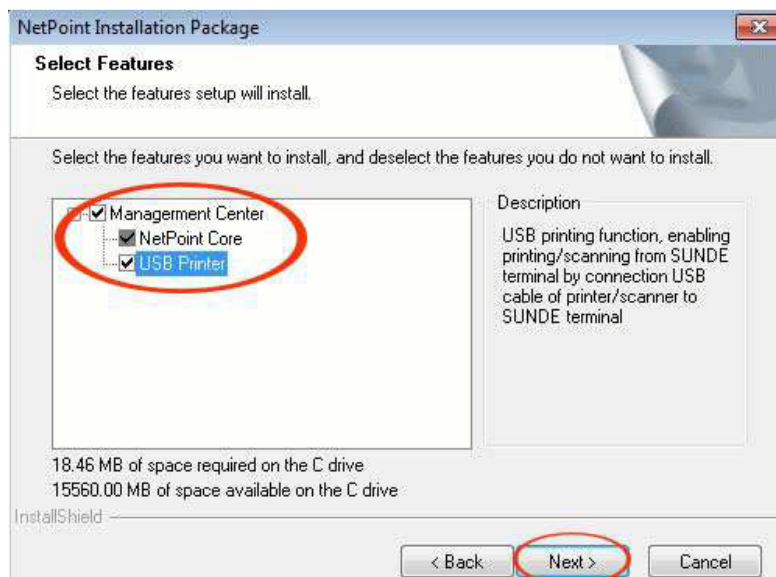 NetPoint Installation Package
Select Features
Select the features setup will install.
Select the features you want to install, and deselect the features you do not want to install.
Managerment Center
NetPoint Core
USB Printer
Description
USB printing function, enabling
printing/scanning from SUNDE
terminal by connection USB
cable of printer/scanner to
SUNDE terminal
18.46 MB of space required on the C drive
15560.00 MB of space available on the C drive
InstallShield
< Back
Next >
Cancel